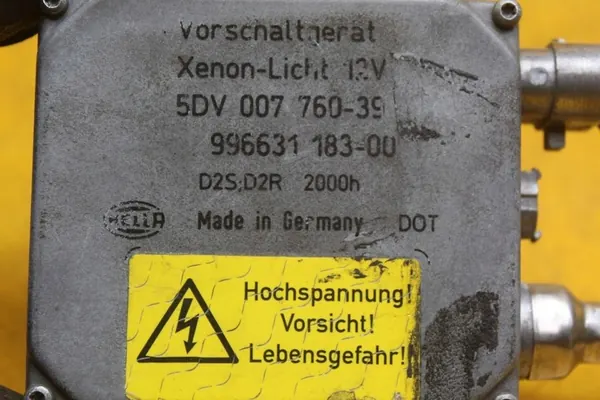 Vorschaltgerät
Xenon-Licht 12V
5DV 007 760-39
996631 183-00
D2S,D2R 2000h
HELLA Made in Germany DOT
Hochspannung!
Vorsicht!
Lebensgefahr!